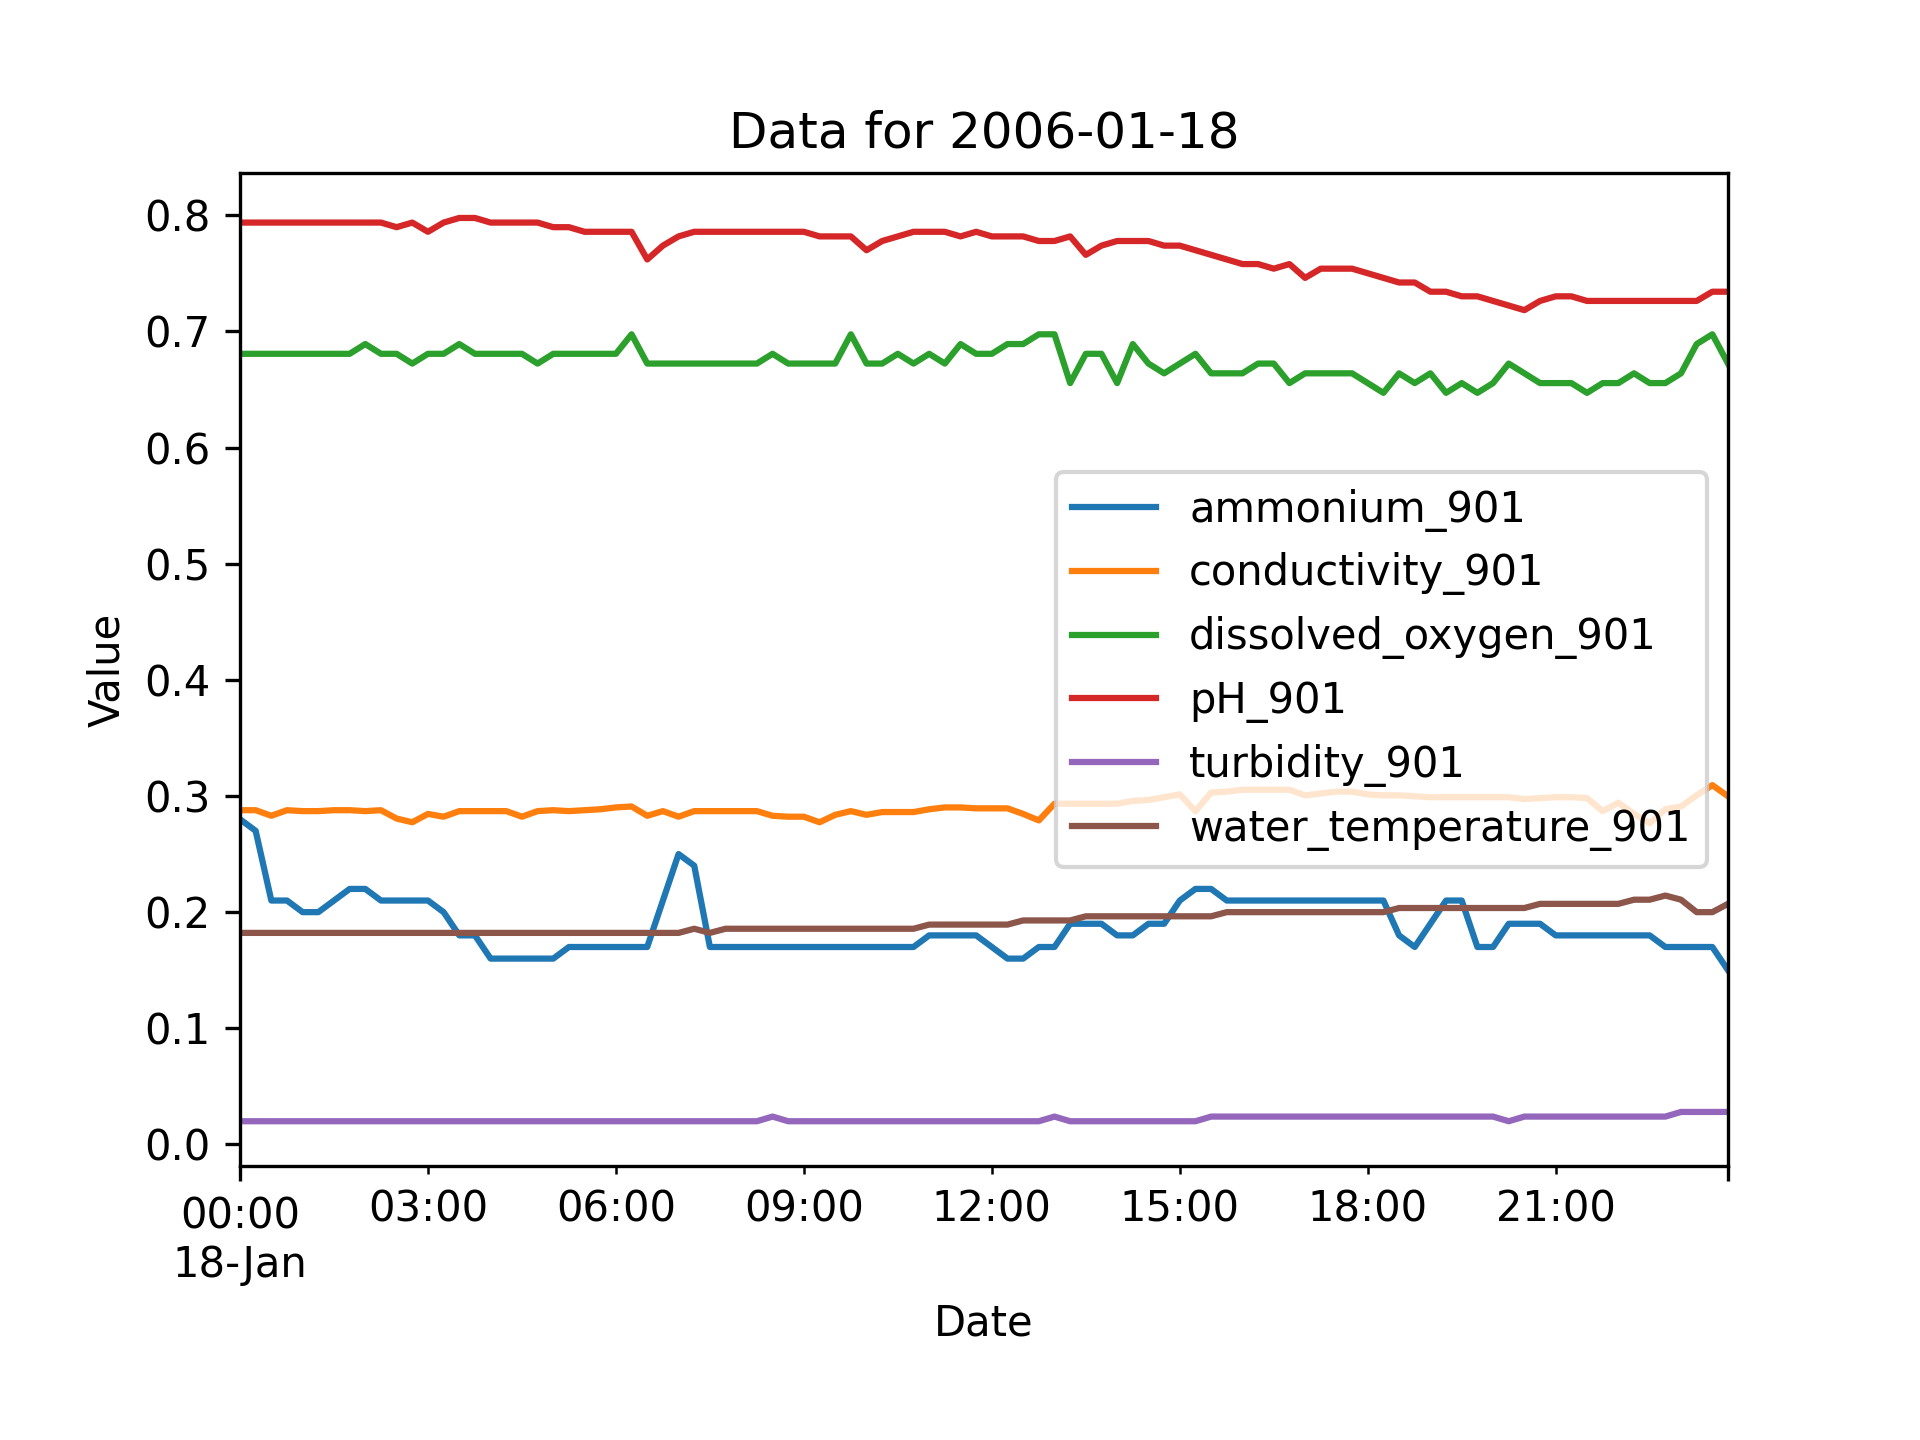 Data for 2006-01-18
Value
0.8
0.7
0.6
0.5
0.4
0.3
0.2
0.1
0.0
ammonium_901
conductivity_901
dissolved_oxygen_901
pH_901
turbidity_901
water_temperature_901
00:00 03:00 06:00 09:00 12:00 15:00 18:00 21:00
18-Jan
Date